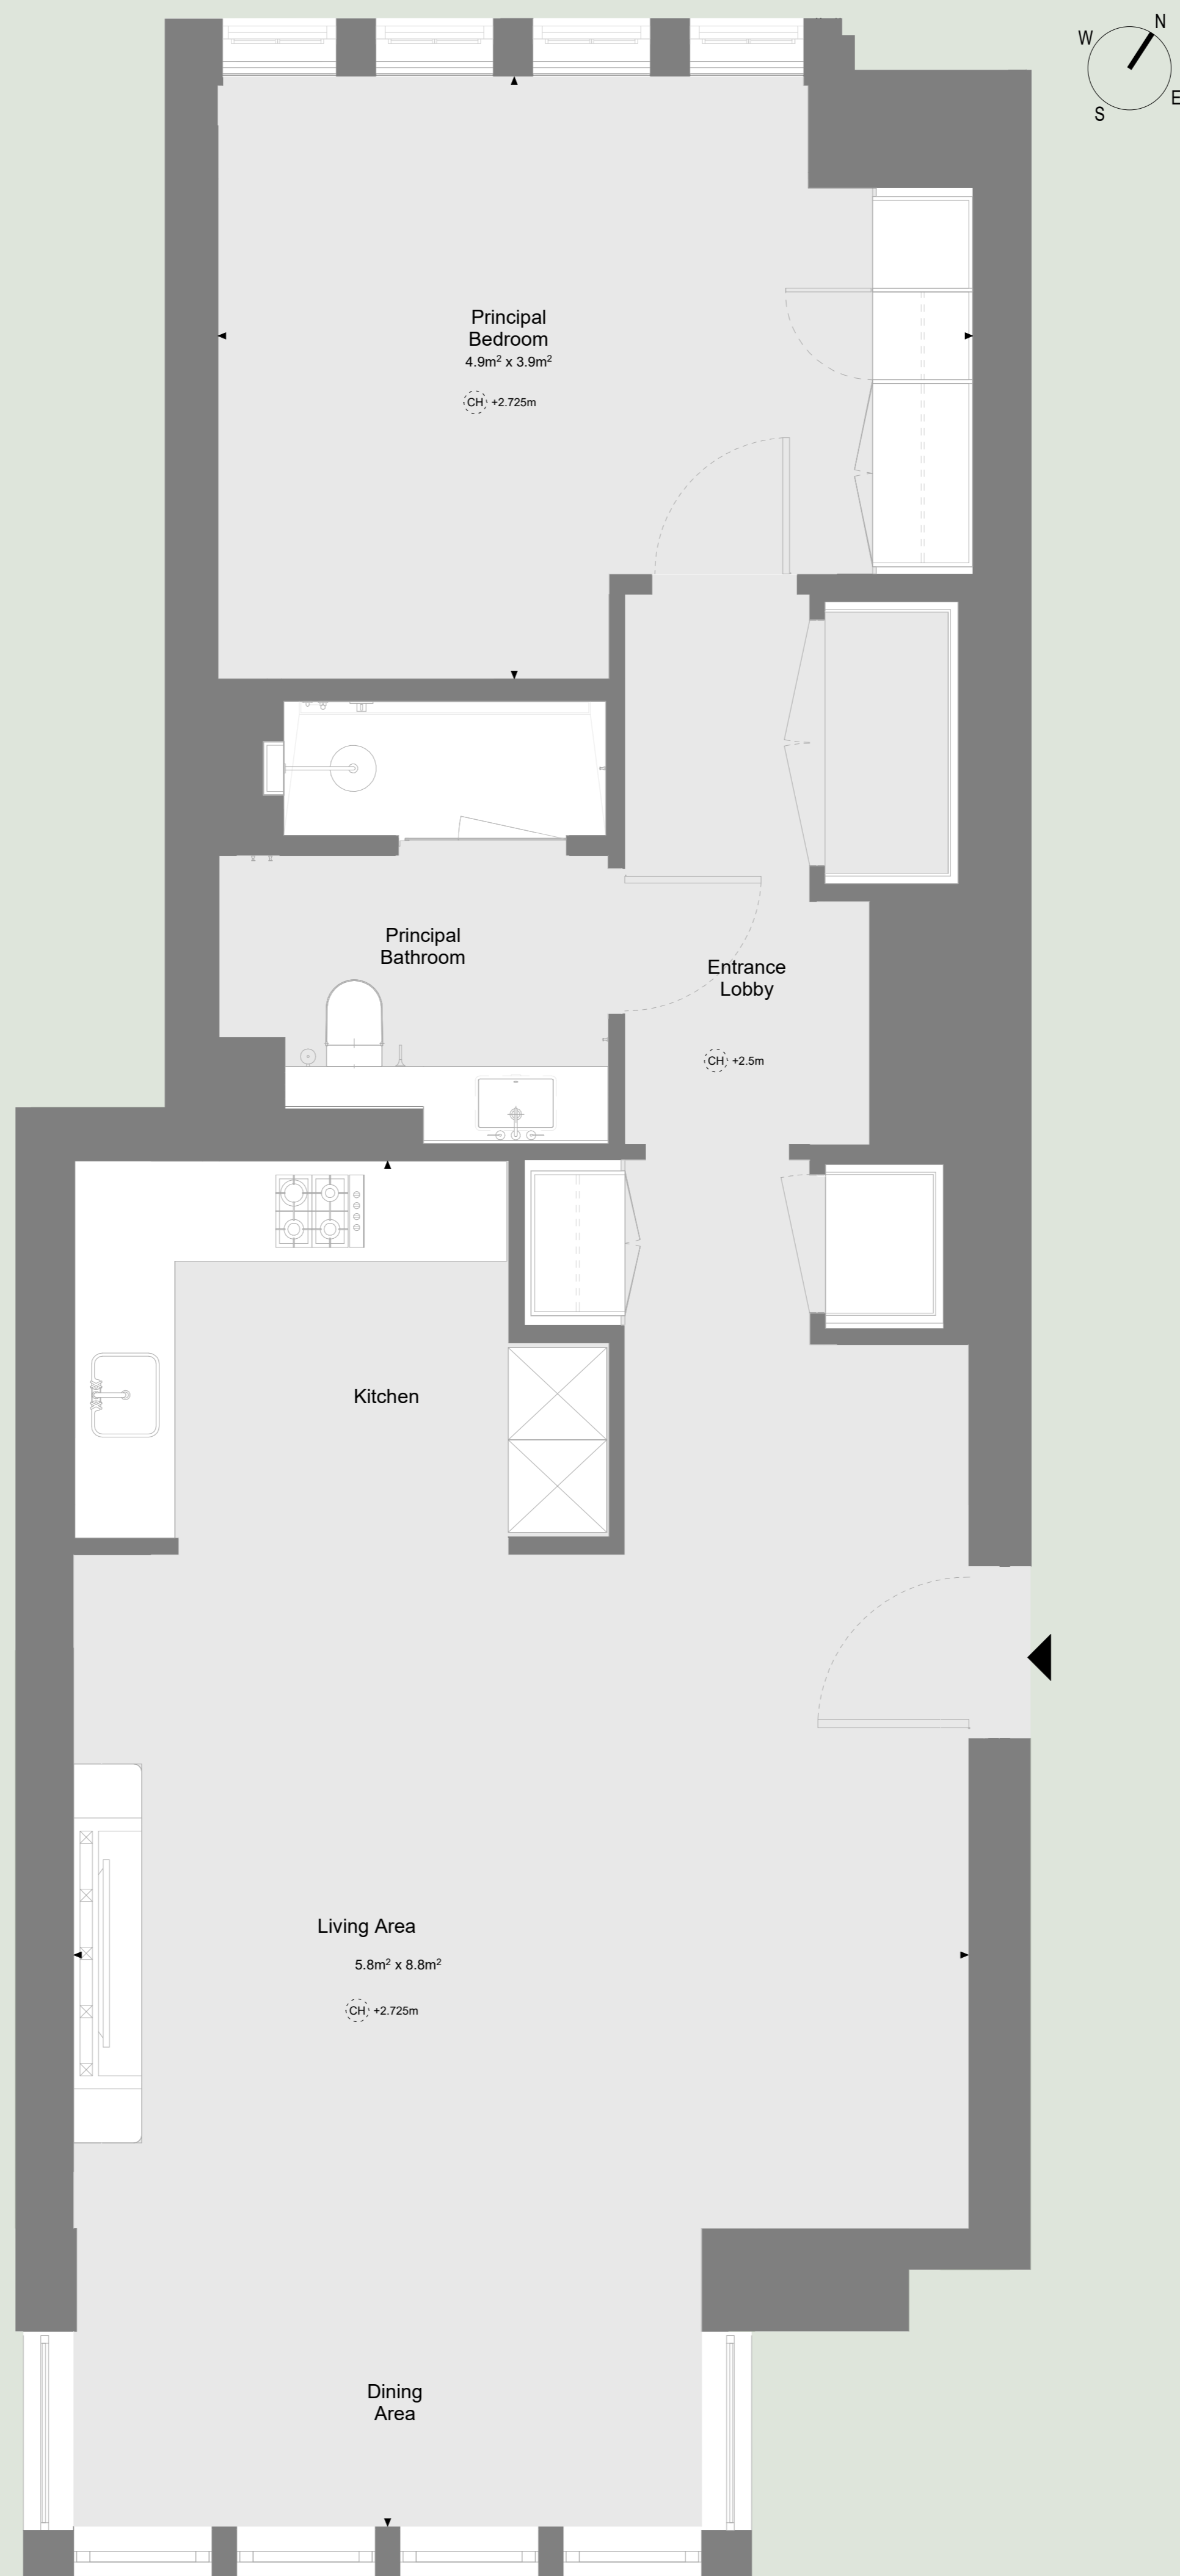 N
W
E
S
Principal
Bedroom
4.9m² x 3.9m²
CH +2.725m
Principal
Bathroom
Entrance
Lobby
CH +2.5m
Kitchen
Living Area
5.8m² x 8.8m²
CH +2.725m
Dining
Area